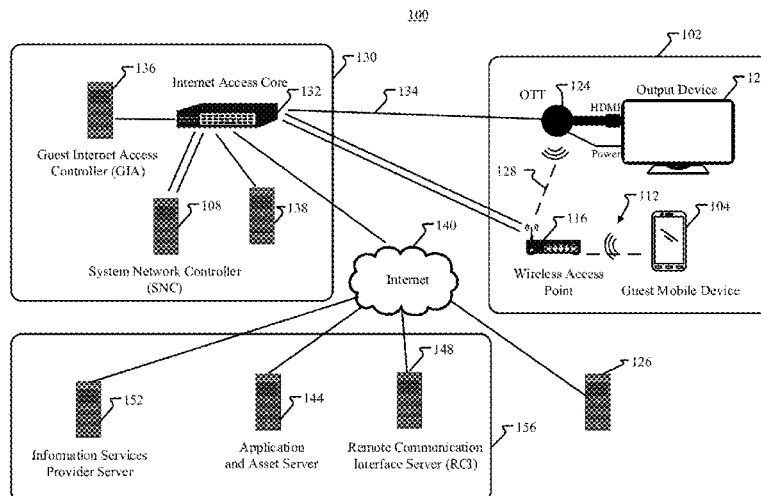 100
136
Internet Access Core
130
132
134
102
OTT
124
HDMI
Output Device
Power
Guest Internet Access
Controller (GIA)
128
112
104
108
138
116
140
System Network Controller
(SNC)
Internet
Wireless Access
Point
Guest Mobile Device
148
126
152
144
156
Information Services
Provider Server
Application
and Asset Server
Remote Communication
Interface Server (RCI)